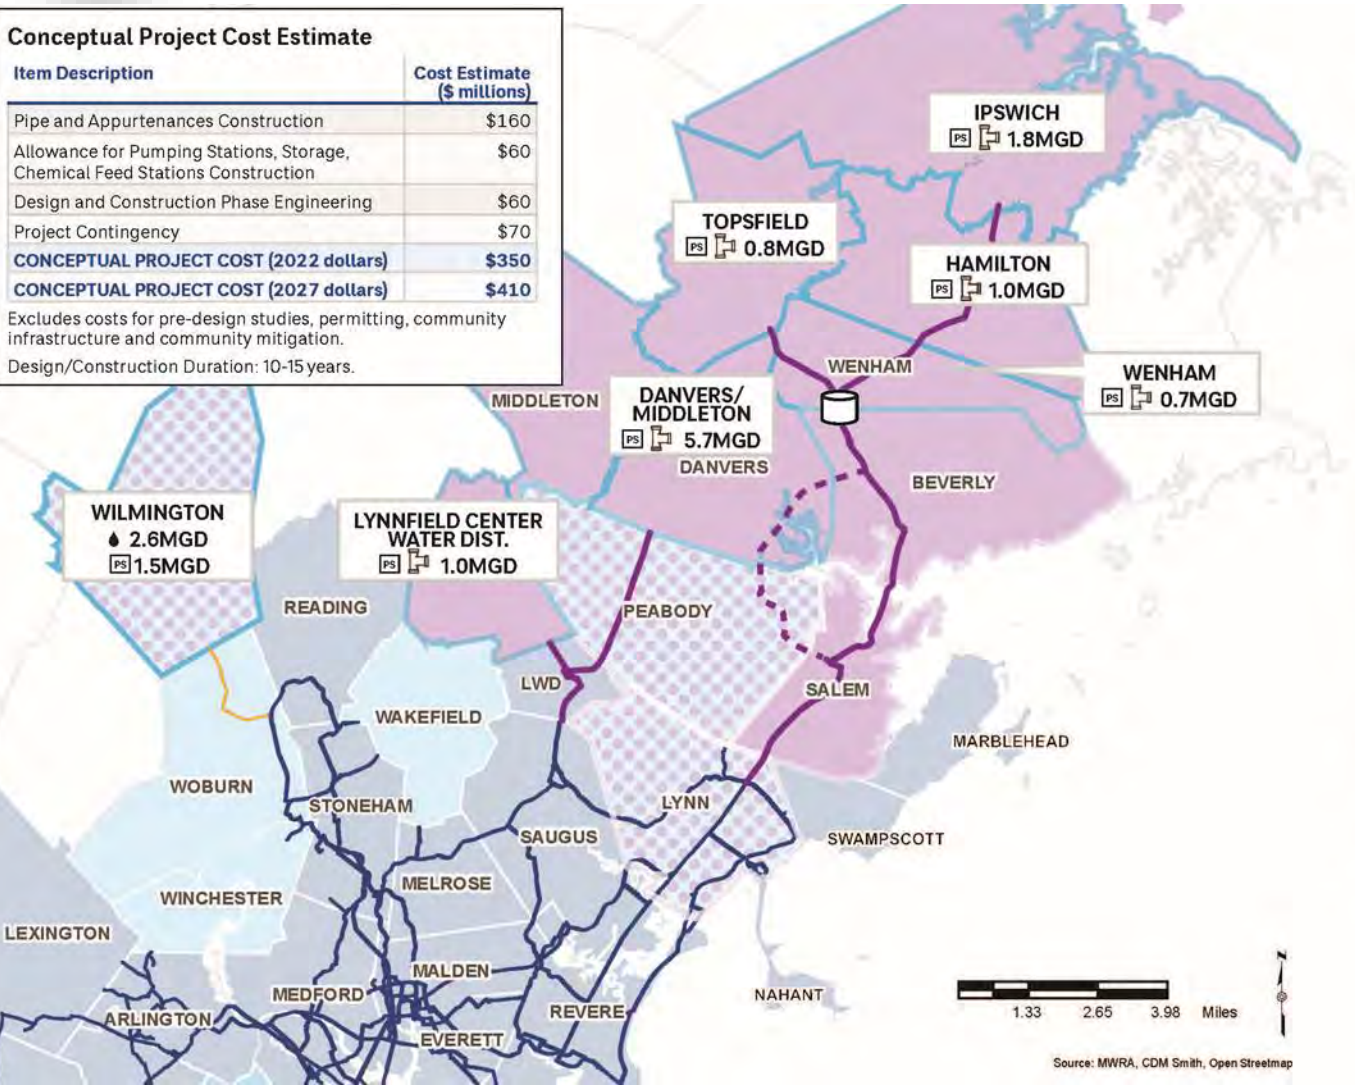 Conceptual Project Cost Estimate
Item Description
Cost Estimate
($ millions)
Pipe and Appurtenances Construction $160
Allowance for Pumping Stations, Storage, $60
Chemical Feed Stations Construction
Design and Construction Phase Engineering $60
Project Contingency $70
CONCEPTUAL PROJECT COST (2022 dollars) $350
CONCEPTUAL PROJECT COST (2027 dollars) $410
Excludes costs for pre-design studies, permitting, community
infrastructure and community mitigation.
Design/Construction Duration: 10-15 years.
IPSWICH
PS 1.8MGD
TOPSFIELD
PS 0.8MGD
HAMILTON
PS 1.0MGD
WENHAM
WENHAM
PS 0.7MGD
MIDDLETON
DANVERS/
MIDDLETON
PS 5.7MGD
DANVERS
BEVERLY
WILMINGTON
2.6MGD
PS 1.5MGD
LYNNFIELD CENTER
WATER DIST.
PS 1.0MGD
READING
PEABODY
LWD
SALEM
WAKEFIELD
MARBLEHEAD
WOBURN
STONEHAM
LYNN
SAUGUS
SWAMPSCOTT
MELROSE
WINCHESTER
LEXINGTON
MALDEN
MEDFORD
NAHANT
REVERE
ARLINGTON
EVERETT
N
1.33 2.65 3.98 Miles
Source: MWRA, CDM Smith, Open Streetmap